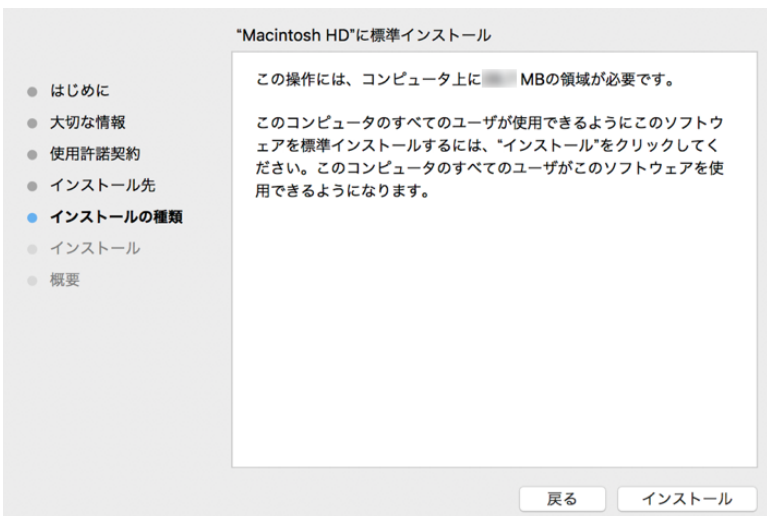 “Macintosh HD”に標準インストール
はじめに
大切な情報
使用許諾契約
インストール先
インストールの種類
インストール
概要
この操作には、コンピュータ上に MBの領域が必要です。
このコンピュータのすべてのユーザが使用できるようにこのソフトウ
ェアを標準インストールするには、“インストール”をクリックしてく
ださい。このコンピュータのすべてのユーザがこのソフトウェアを使
用できるようになります。
戻る
インストール